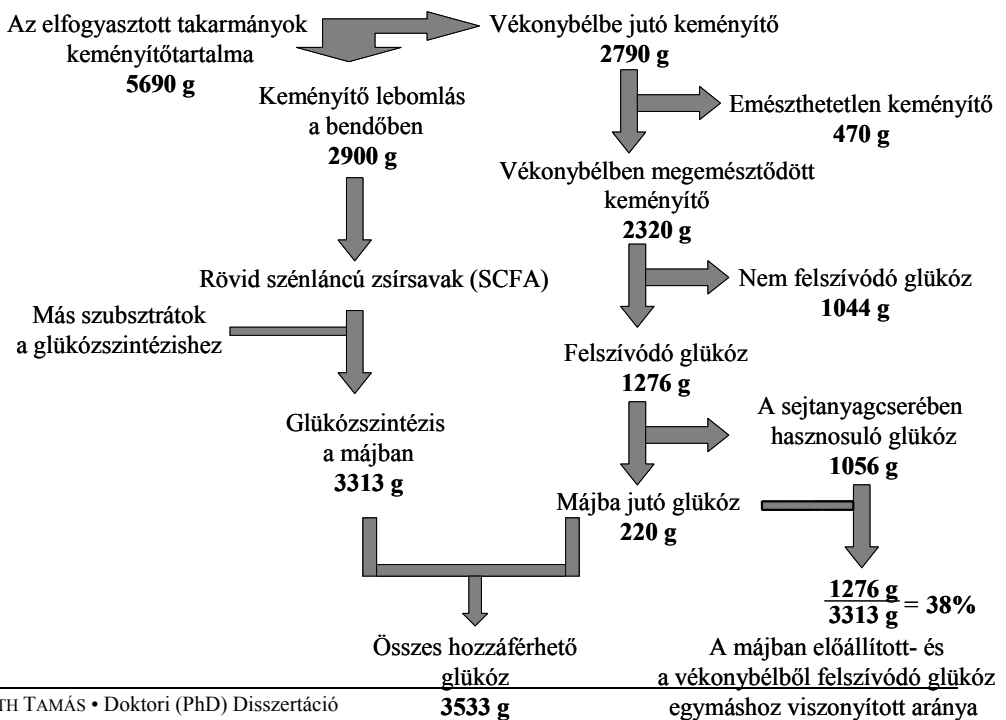 Az elfogyasztott takarmányok
keményítőtartalma
5690 g
Vékonybélbe jutó keményítő
2790 g
Keményítő lebomlás
a bendőben
2900 g
Emészthetetlen keményítő
470 g
Vékonybélben megemésztődött
keményítő
2320 g
Rövid szénláncú zsírsavak (SCFA)
Nem felszívódó glükóz
1044 g
Más szubsztrátok
a glükózszintézishez
Felszívódó glükóz
1276 g
A sejtanyagcserében
hasznosuló glükóz
1056 g
Glükózszintézis
a májban
3313 g
Májba jutó glükóz
220 g
1276 g
3313 g = 38%
Összes hozzáférhető
glükóz
3533 g
A májban előállított- és
a vékonybélből felszívódó glükóz
egymáshoz viszonyított aránya
TH TAMÁS • Doktori (PhD) Disszertáció